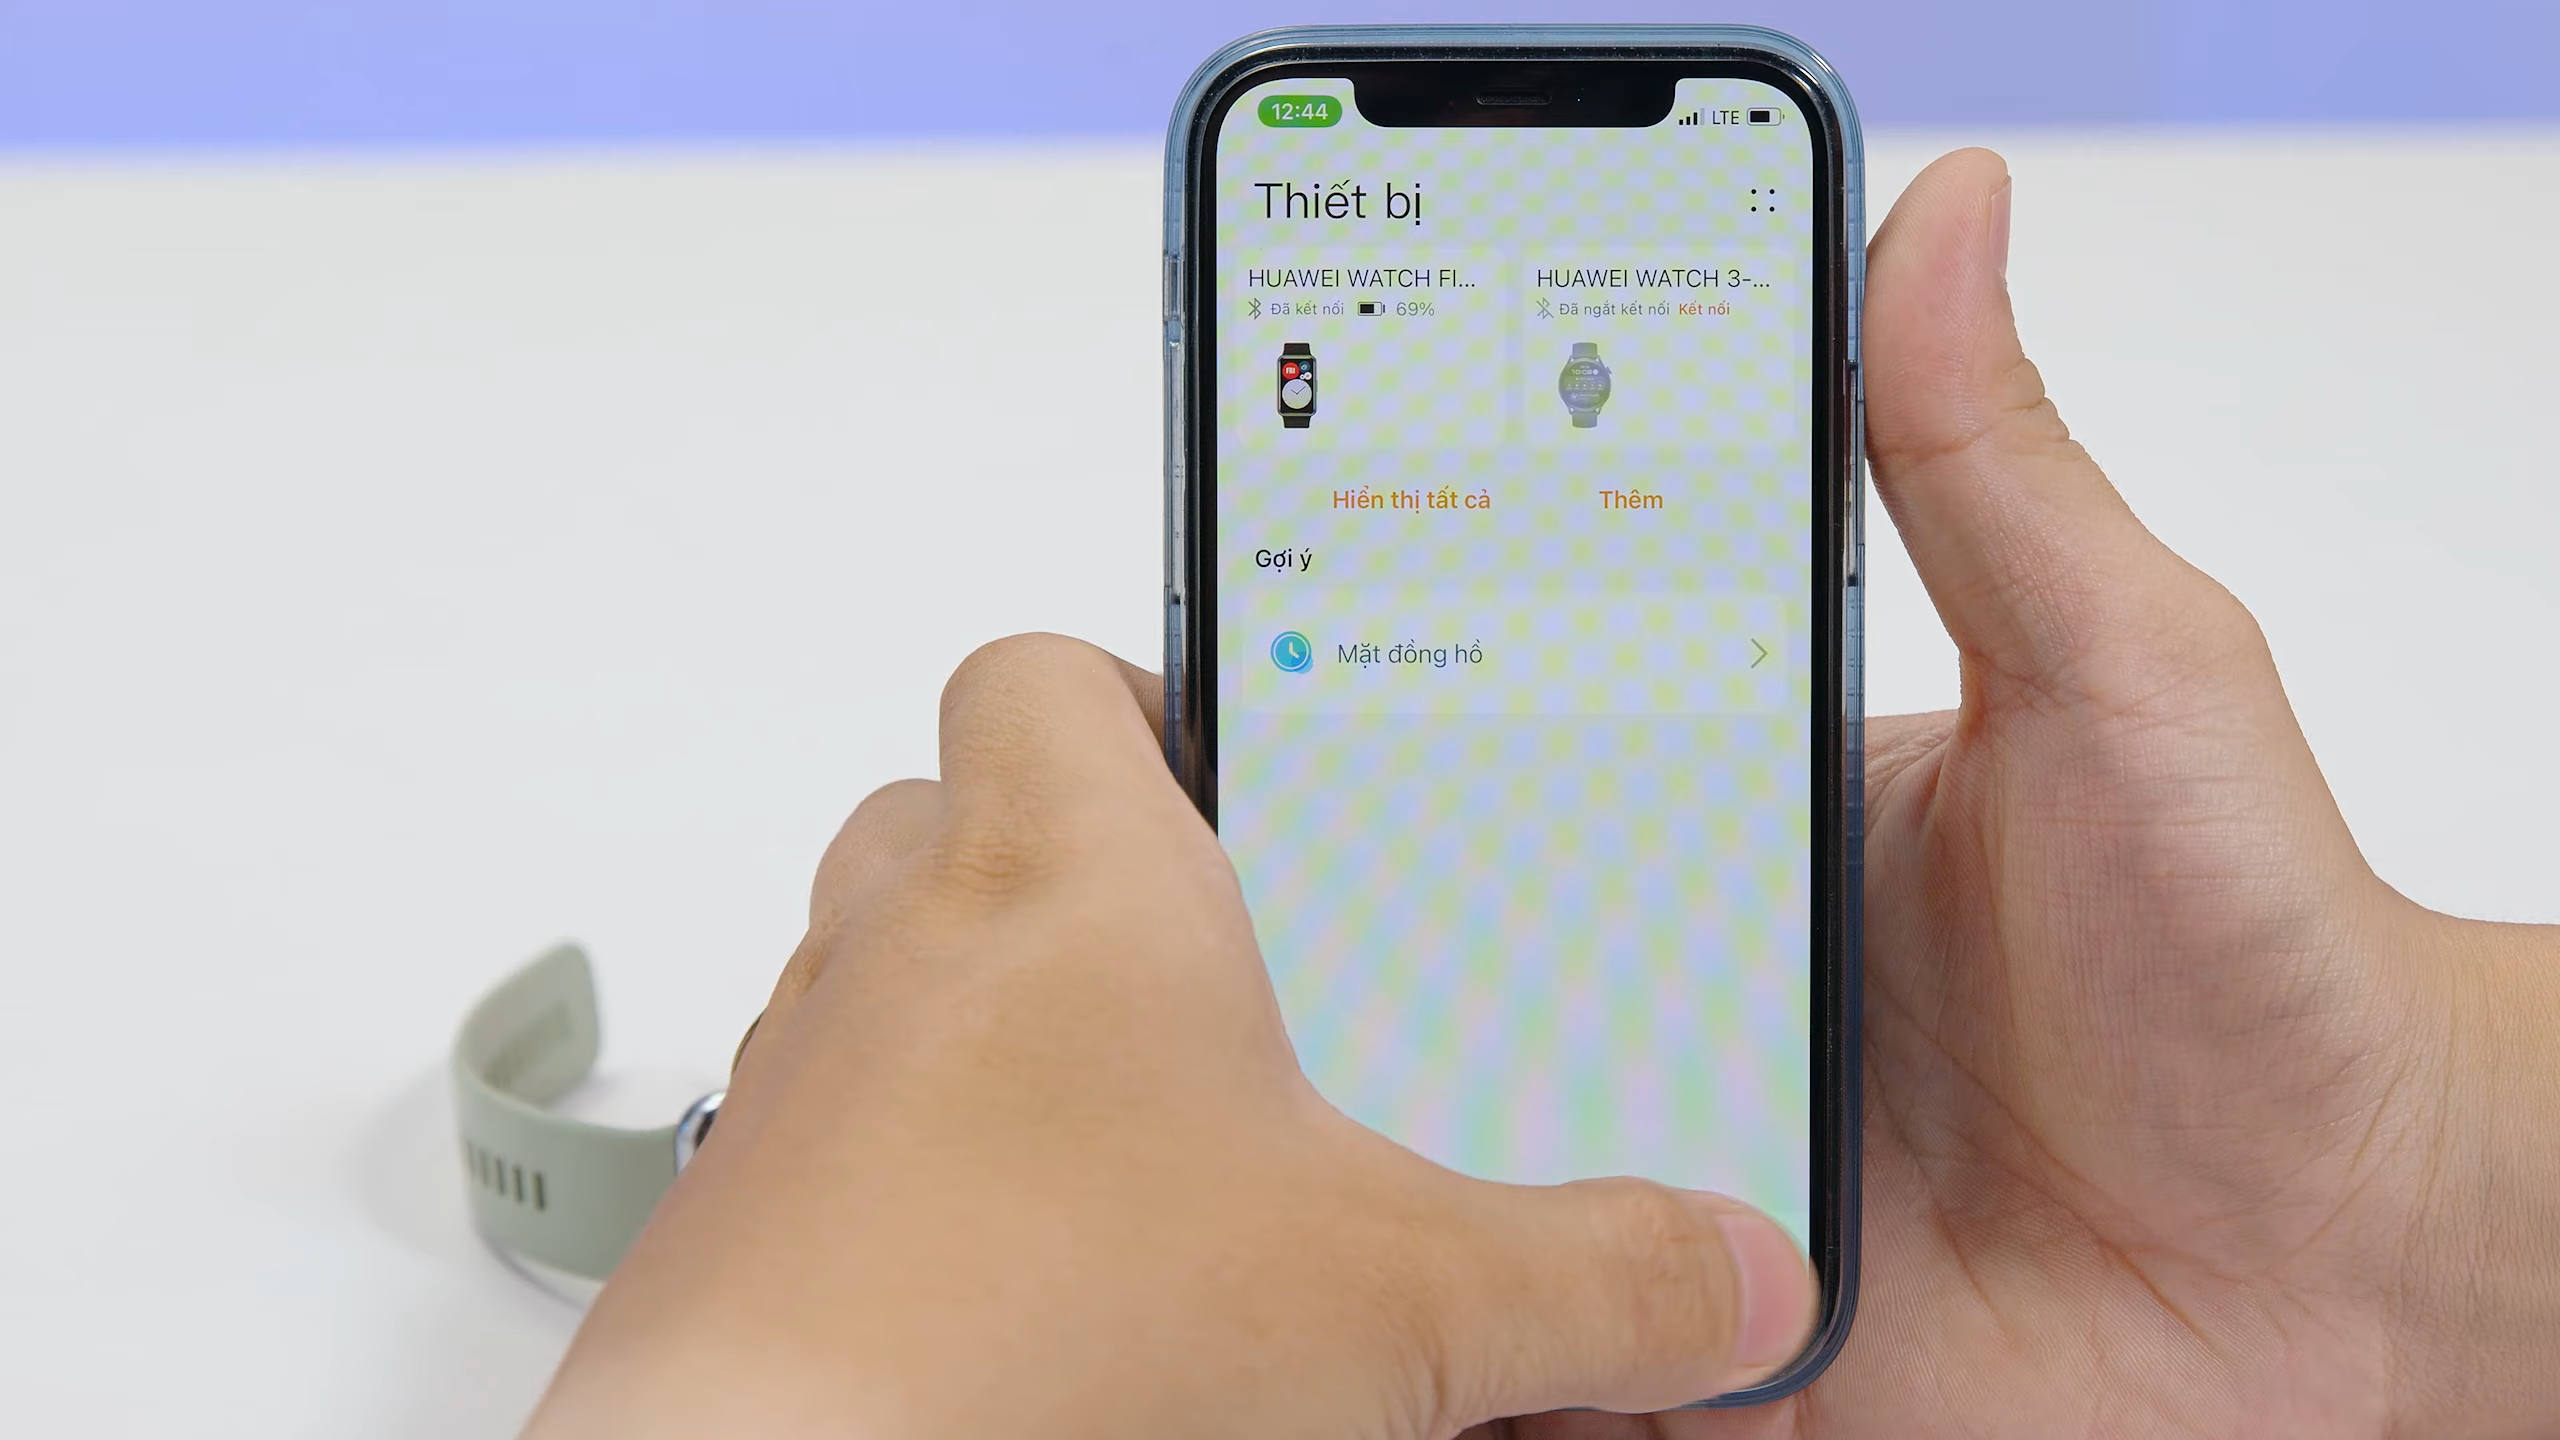 12:44
LTE
Thiết bị
HUAWEI WATCH FI...
Đã kết nối 69%
HUAWEI WATCH 3-...
Đã ngắt kết nối Kết nối
Hiển thị tất cả
Thêm
Gợi ý
Mặt đồng hồ